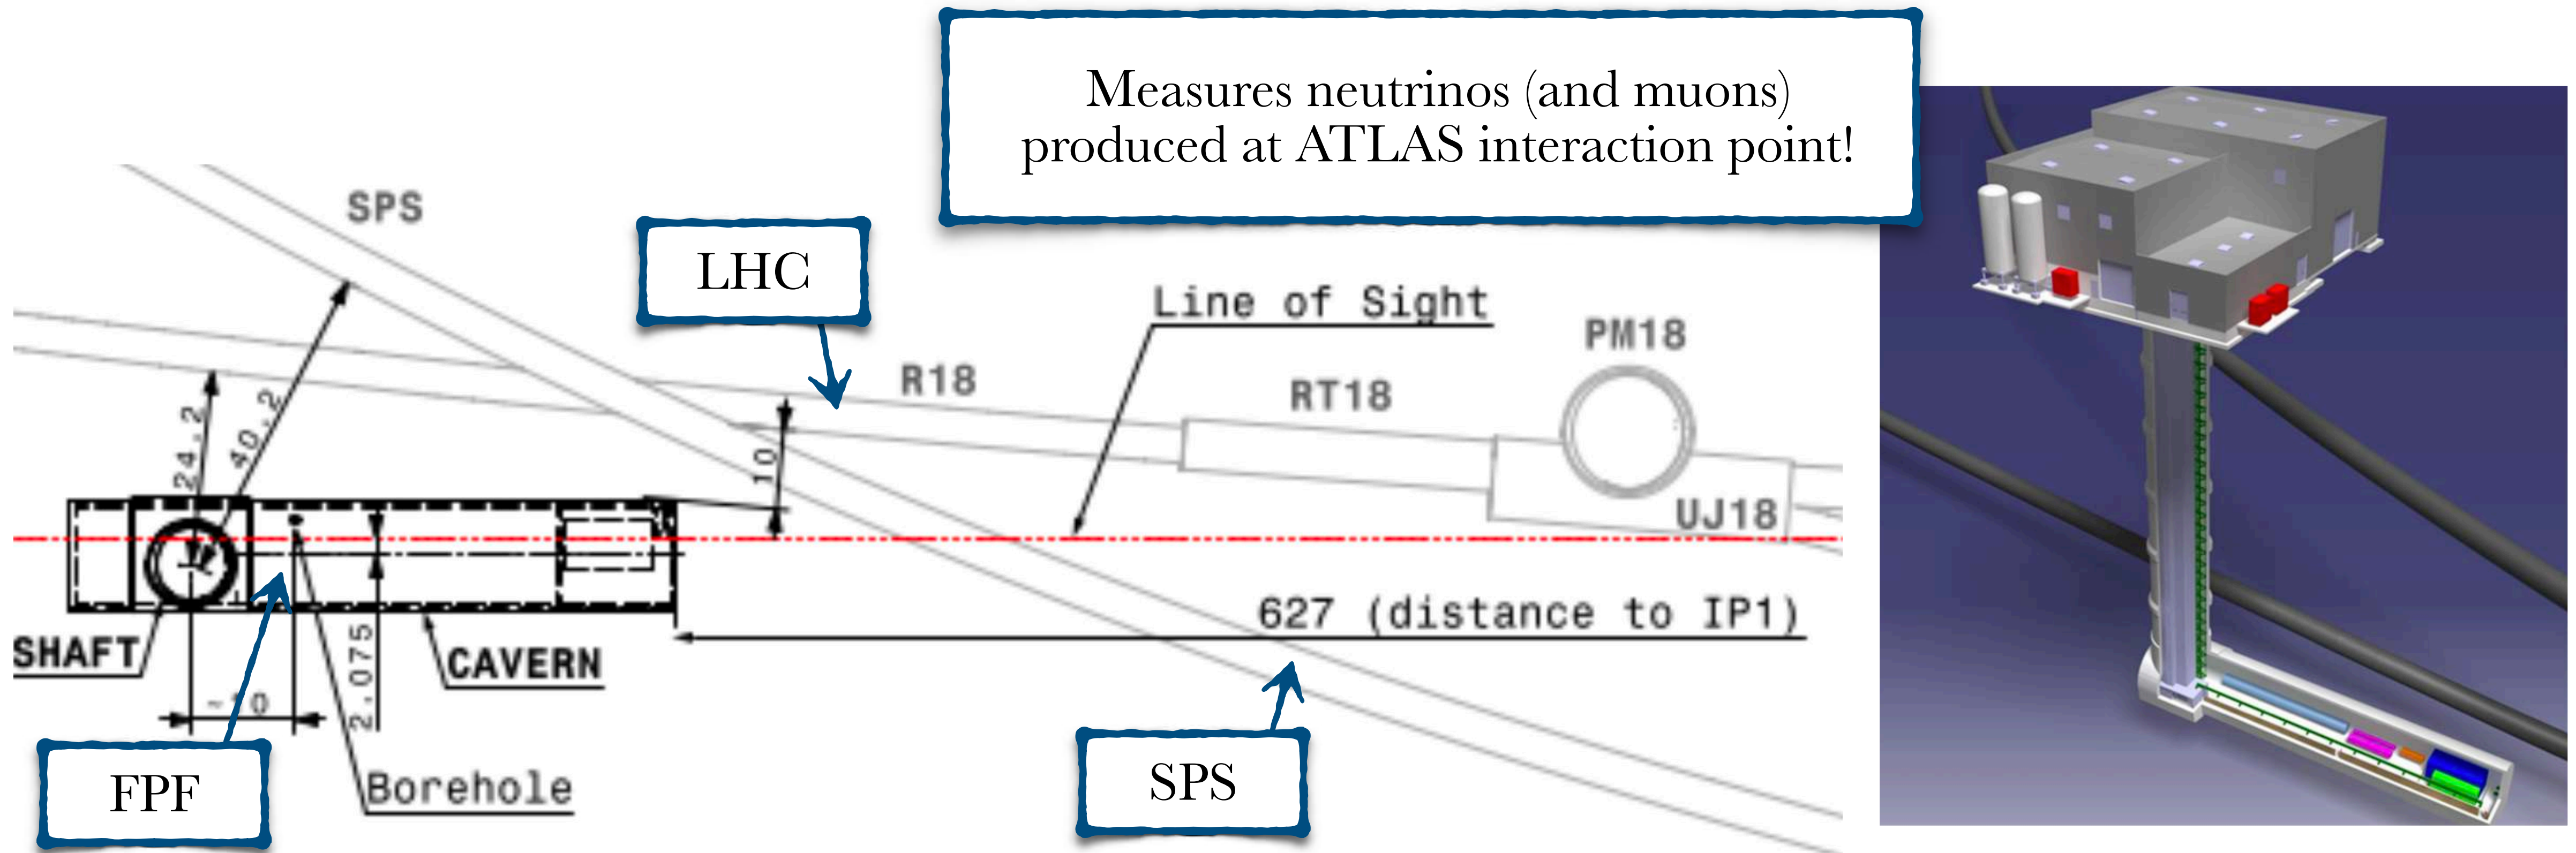 Measures neutrinos (and muons)
produced at ATLAS interaction point!
SPS
LHC
Line of Sight
PM18
R18
RT18
24.2
40.2
10
UJ18
627 (distance to IP1)
SHAFT
CAVERN
2.075
~10
FPF
Borehole
SPS